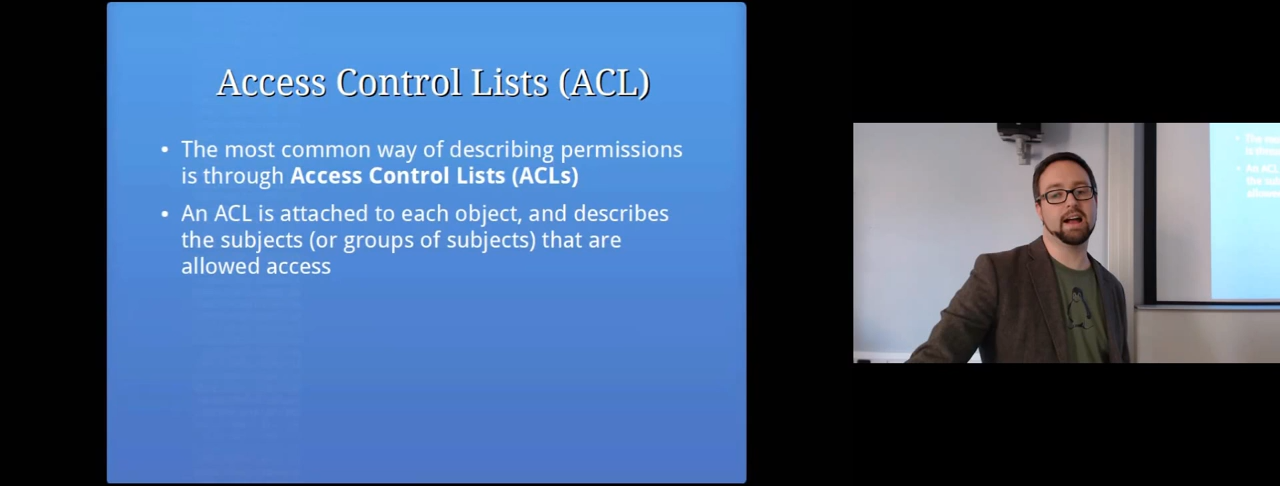 Access Control Lists (ACL)
• The most common way of describing permissions
is through Access Control Lists (ACLs)
• An ACL is attached to each object, and describes
the subjects (or groups of subjects) that are
allowed access